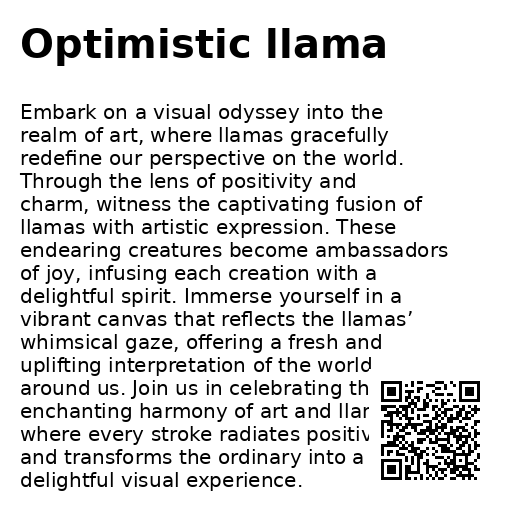 Optimistic llama
Embark on a visual odyssey into the
realm of art, where llamas gracefully
redefine our perspective on the world.
Through the lens of positivity and
charm, witness the captivating fusion of
llamas with artistic expression. These
endearing creatures become ambassadors
of joy, infusing each creation with a
delightful spirit. Immerse yourself in a
vibrant canvas that reflects the llamas’
whimsical gaze, offering a fresh and
uplifting interpretation of the world
around us. Join us in celebrating
enchanting harmony of art and
where every stroke radiates
and transforms the ordinary into a
delightful visual experience.